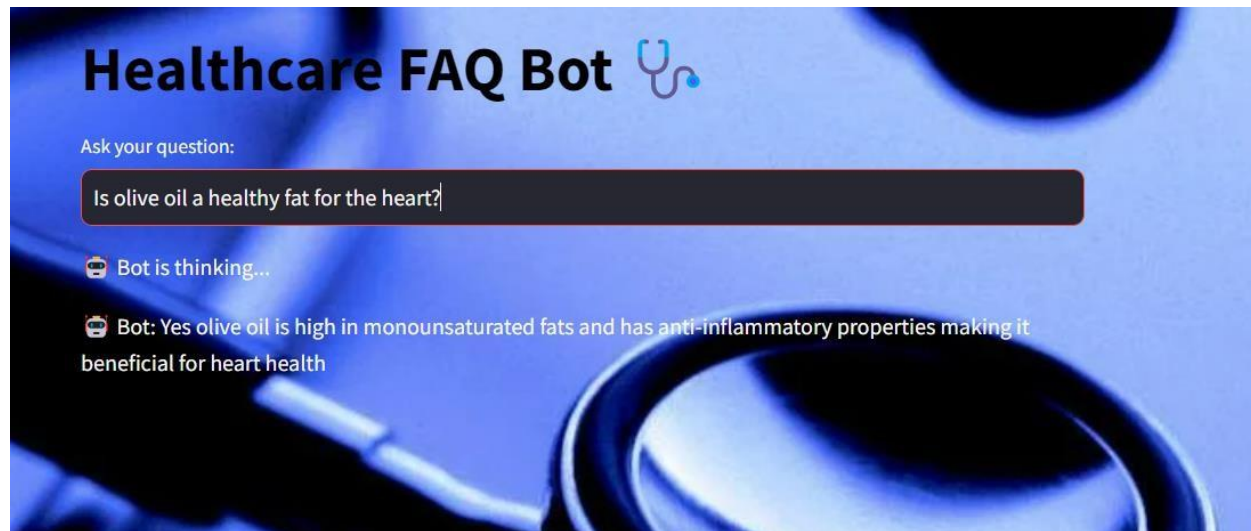 Healthcare FAQ Bot 🩺
Ask your question:
Is olive oil a healthy fat for the heart?
🤖 Bot is thinking...
🤖 Bot: Yes olive oil is high in monounsaturated fats and has anti-inflammatory properties making it
beneficial for heart health